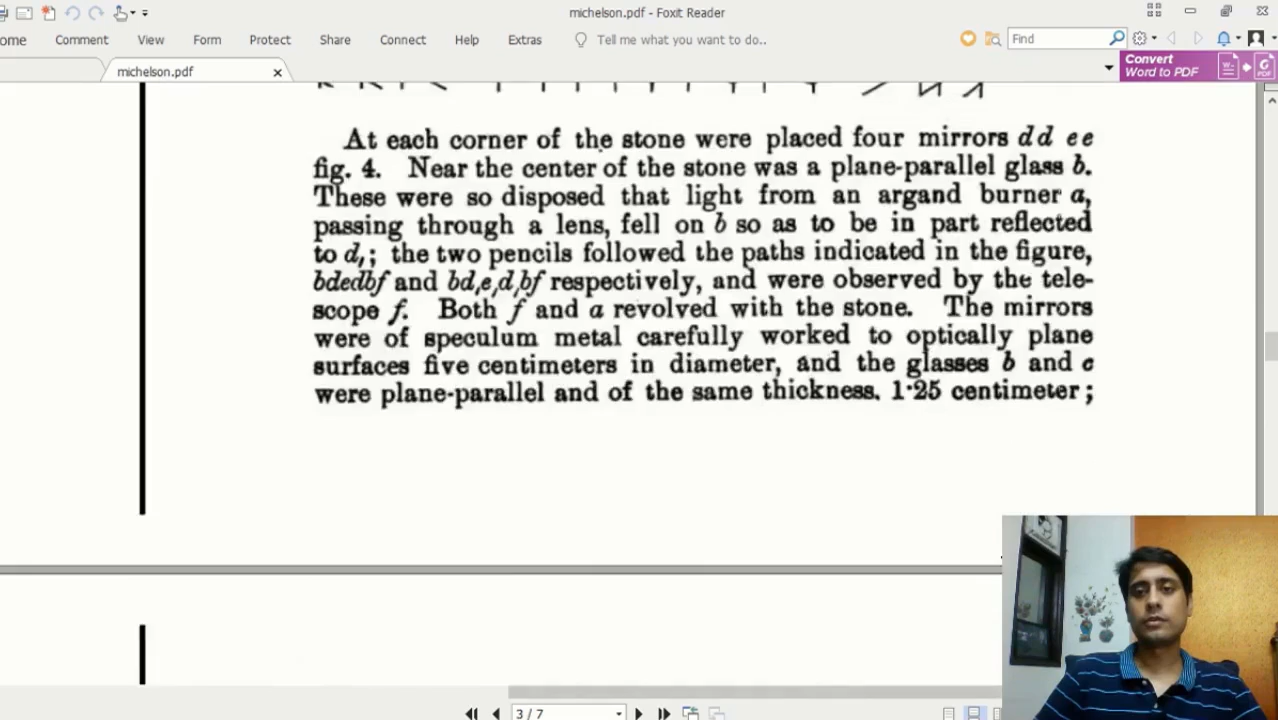 michelson.pdf - Foxit Reader
ome Comment View Form Protect Share Connect Help Extras Tell me what you want to do.. Find
michelson.pdf
Convert
Word to PDF
At each corner of the stone were placed four mirrors d d e e
fig. 4. Near the center of the stone was a plane-parallel glass b.
These were so disposed that light from an argand burner a,
passing through a lens, fell on b so as to be in part reflected
to d,; the two pencils followed the paths indicated in the figure,
bdedbf and bd,e,d,bf respectively, and were observed by the tele-
scope f. Both f and a revolved with the stone. The mirrors
were of speculum metal carefully worked to optically plane
surfaces five centimeters in diameter, and the glasses b and c
were plane-parallel and of the same thickness. 1·25 centimeter;
3 / 7